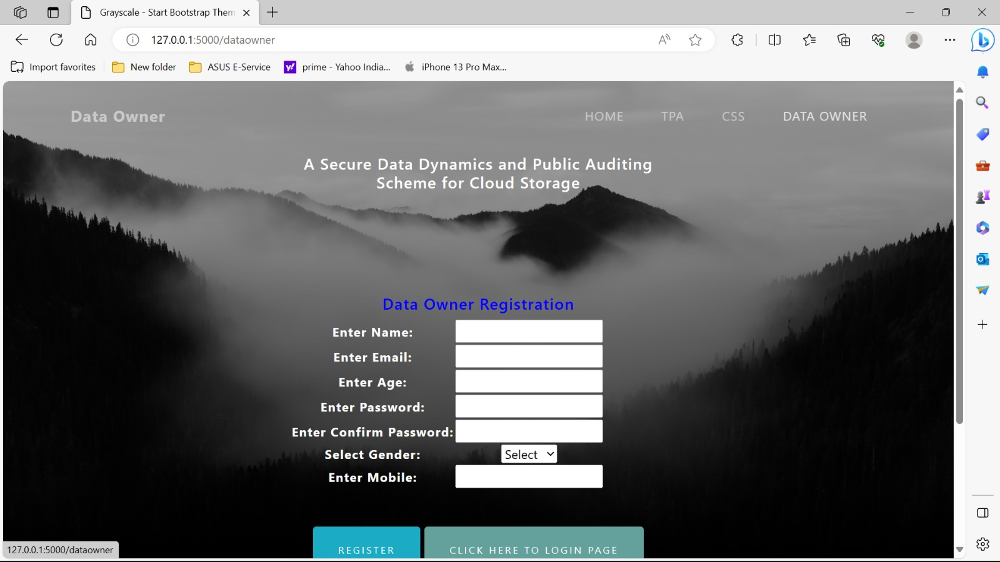 Grayscale - Start Bootstrap Them
127.0.0.1:5000/dataowner
Import favorites
New folder
ASUS E-Service
prime - Yahoo India...
iPhone 13 Pro Max...
Data Owner
HOME
TPA
CSS
DATA OWNER
A Secure Data Dynamics and Public Auditing
Scheme for Cloud Storage
Data Owner Registration
Enter Name:
Enter Email:
Enter Age:
Enter Password:
Enter Confirm Password:
Select Gender: Select
Enter Mobile:
REGISTER
CLICK HERE TO LOGIN PAGE
127.0.0.1:5000/dataowner